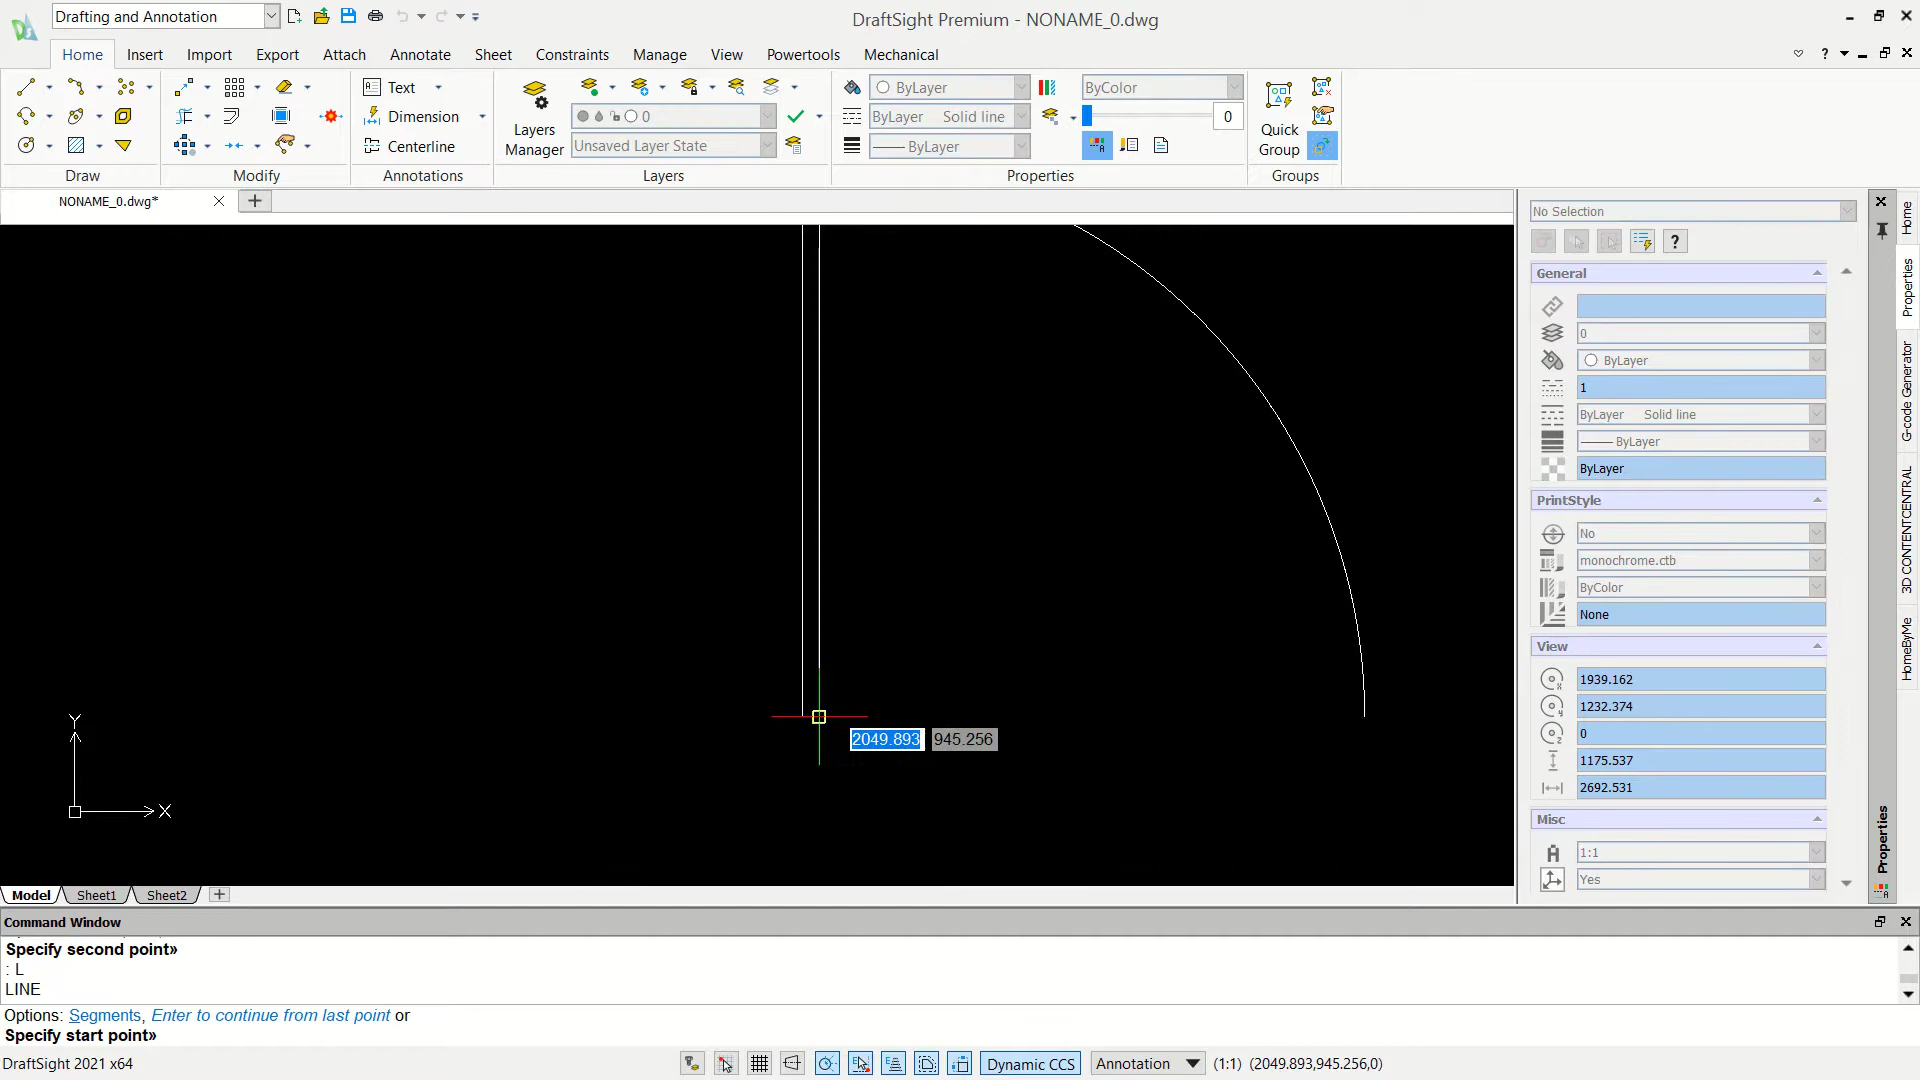 Drafting and Annotation
DraftSight Premium - NONAME_0.dwg
Home
Insert
Import
Export
Attach
Annotate
Sheet
Constraints
Manage
View
Powertools
Mechanical
?
Text
Dimension
Centerline
Layers
Manager
0
Unsaved Layer State
ByLayer
ByLayer Solid line
ByLayer
ByColor
0
Quick
Group
Draw
Modify
Annotations
Layers
Properties
Groups
NONAME_0.dwg*
No Selection
?
General
0
ByLayer
1
ByLayer Solid line
ByLayer
ByLayer
PrintStyle
No
monochrome.ctb
ByColor
None
View
1939.162
1232.374
0
1175.537
2692.531
Misc
1:1
Yes
Home
Properties
G-code Generator
3D CONTENTCENTRAL
HomeByMe
Properties
2049.893 945.256
Y
X
Model
Sheet1
Sheet2
Command Window
Specify second point»
: L
LINE
Options: Segments, Enter to continue from last point or
Specify start point»
DraftSight 2021 x64
Dynamic CCS
Annotation
(1:1) (2049.893,945.256,0)